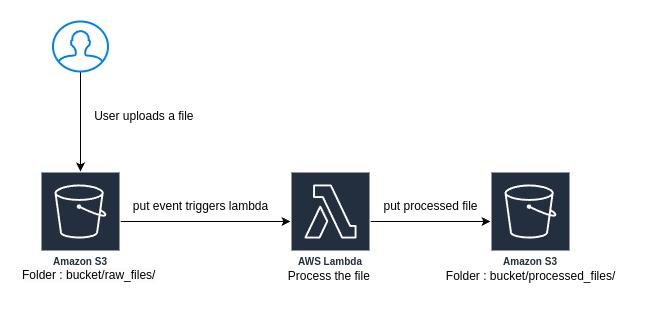 User uploads a file
put event triggers lambda
put processed file
Amazon S3
Folder : bucket/raw_files/
AWS Lambda
Process the file
Amazon S3
Folder : bucket/processed_files/